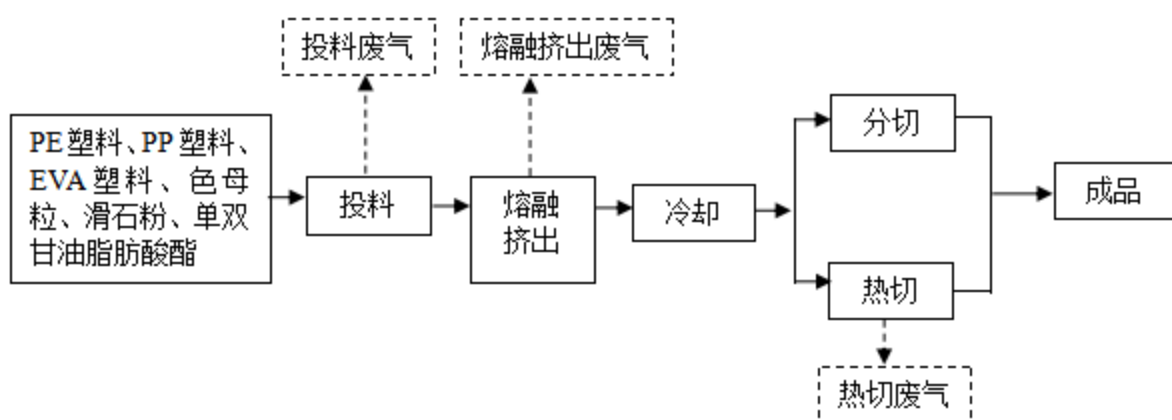 投料废气
熔融挤出废气
PE塑料、PP塑料、
EVA塑料、色母
粒、滑石粉、单双
甘油脂肪酸酯
投料
熔融
挤出
冷却
分切
热切
成品
热切废气